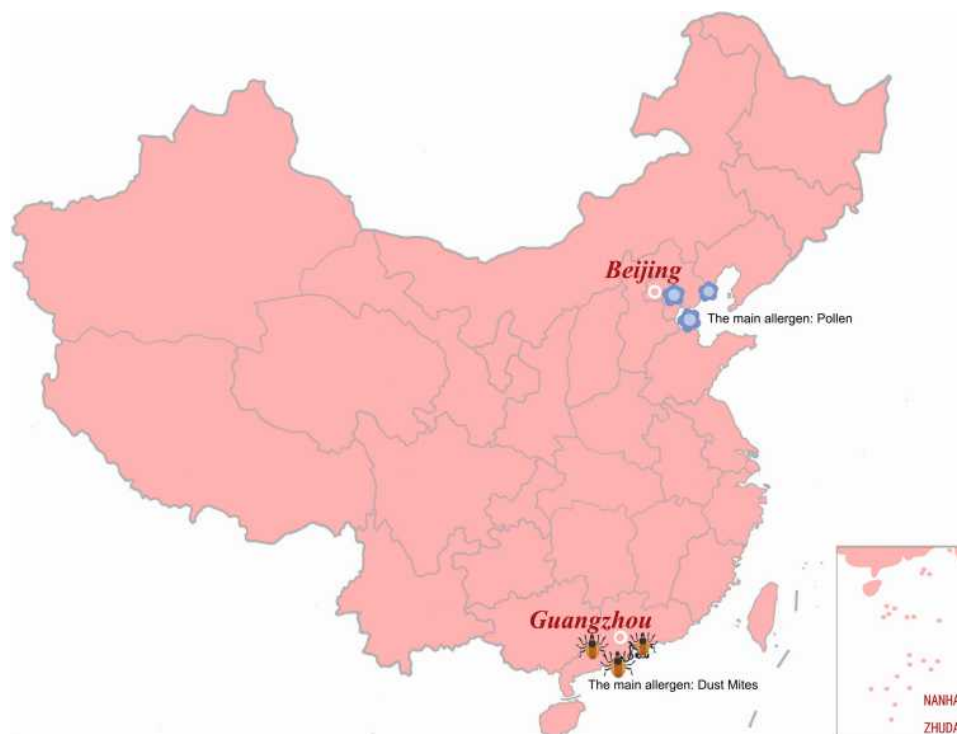 Beijing
The main allergen: Pollen
Guangzhou
The main allergen: Dust Mites
NANHA
ZHUDA